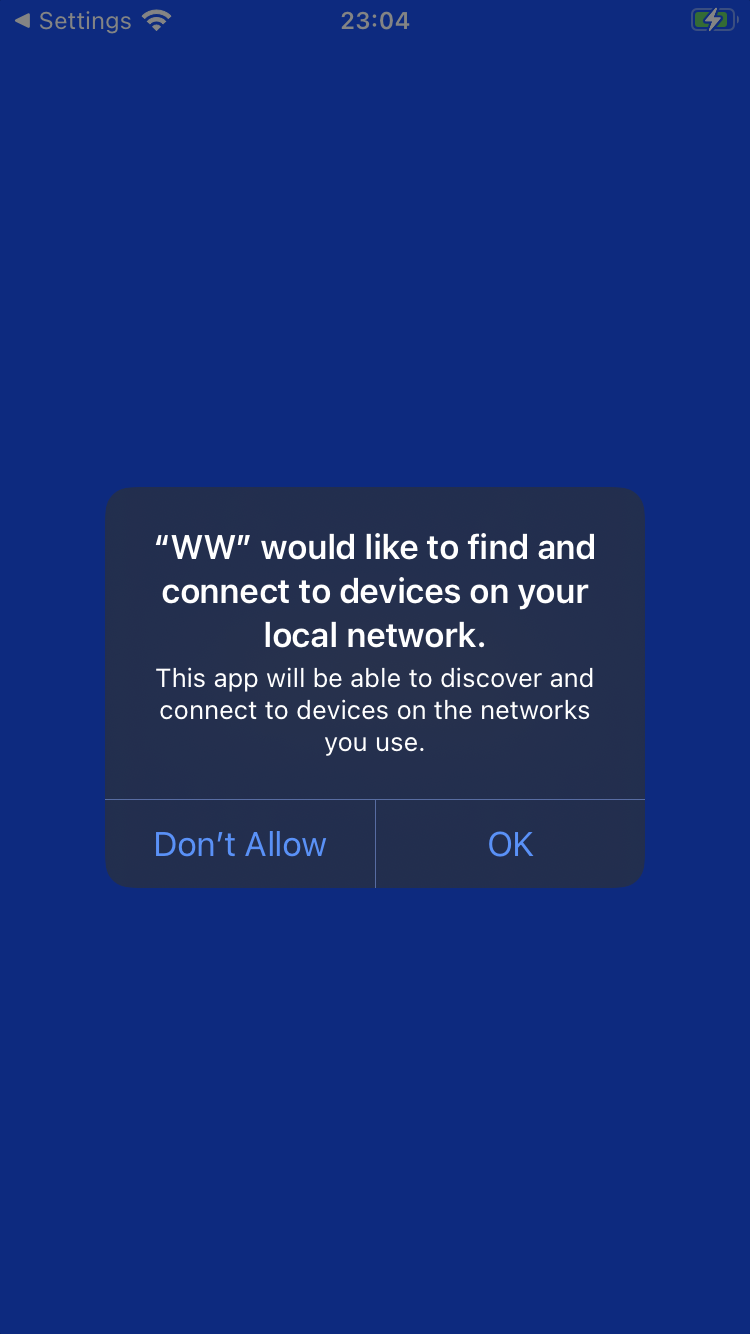 ◀ Settings
23:04
“WW” would like to find and
connect to devices on your
local network.
This app will be able to discover and
connect to devices on the networks
you use.
Don’t Allow
OK